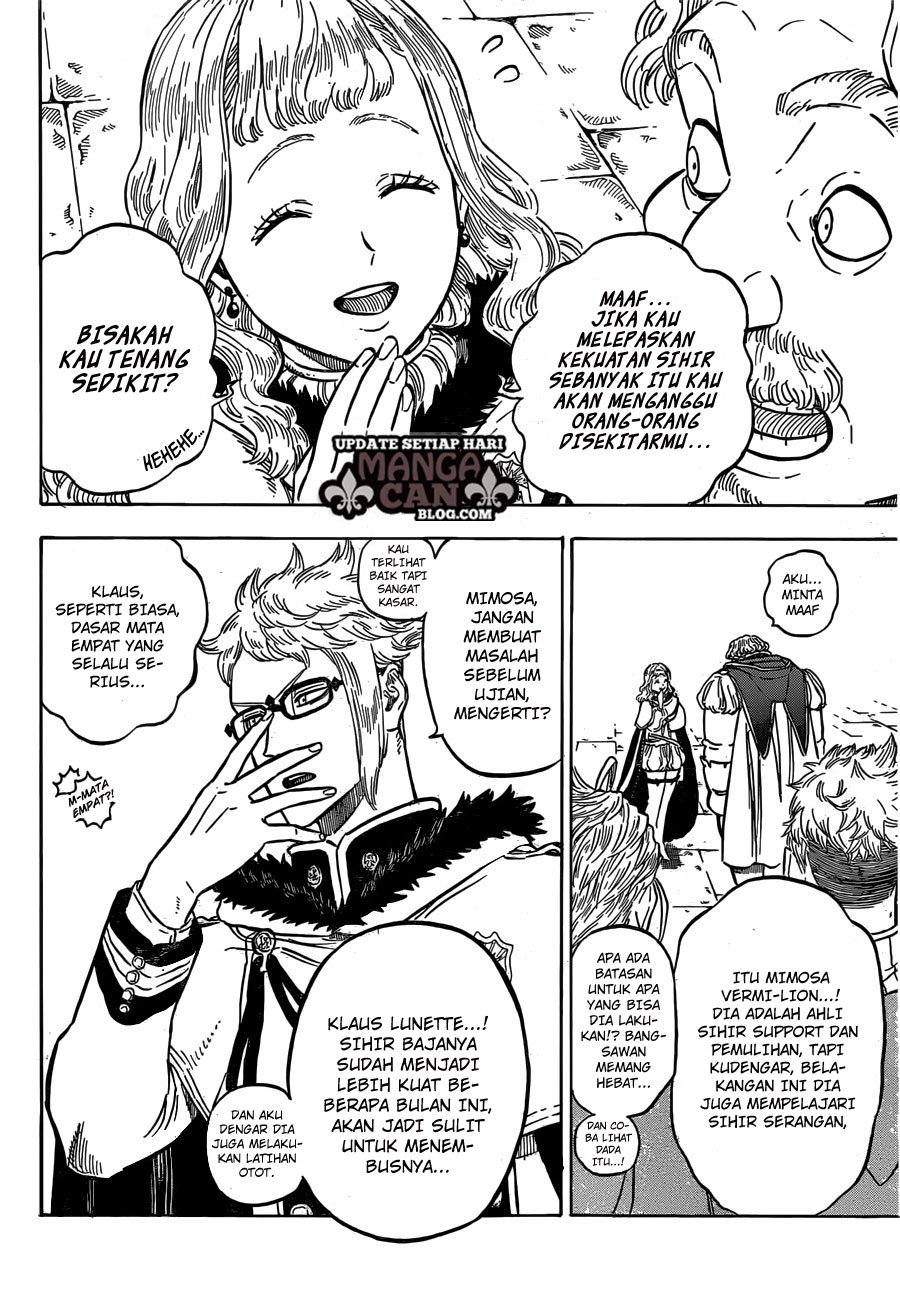 MAAF...
JIKA KAU
MELEPASKAN
KEKUATAN SIHIR
SEBANYAK ITU KAU
AKAN MENGANGGU
ORANG-ORANG
DISEKITARMU...
BISAKAH
KAU TENANG
SEDIKIT?
HEHEHE...
UPDATE SETIAP HARI
MANGA
CAN
BLOG.COM
AKU...
MINTA
MAAF
ITU MIMOSA
VERMI-LION...!
DIA ADALAH AHLI
SIHIR SUPPORT DAN
PEMULIHAN, TAPI
KUDENGAR, BELA-
KANGAN INI DIA
JUGA MEMPELAJARI
SIHIR SERANGAN,
APA ADA
BATASAN
UNTUK APA
YANG BISA
DIA LAKU-
KAN!? BANG-
SAWAN
MEMANG
HEBAT...
DAN CO-
BA LIHAT
DADA
ITU...!
MIMOSA,
JANGAN
MEMBUAT
MASALAH
SEBELUM
UJIAN,
MENGERTI?
KAU
TERLIHAT
BAIK TAPI
SANGAT
KASAR.
KLAUS,
SEPERTI BIASA,
DASAR MATA
EMPAT YANG
SELALU SE-
RIUS...
M-MATA
EMPAT?!
KLAUS LUNETTE...!
SIHIR BAJANYA
SUDAH MENJADI
LEBIH KUAT BE-
BERAPA BULAN INI,
AKAN JADI SULIT
UNTUK MENEM-
BUSNYA...
DAN AKU
DENGAR DIA
JUGA MELAKU-
KAN LATIHAN
OTOT.